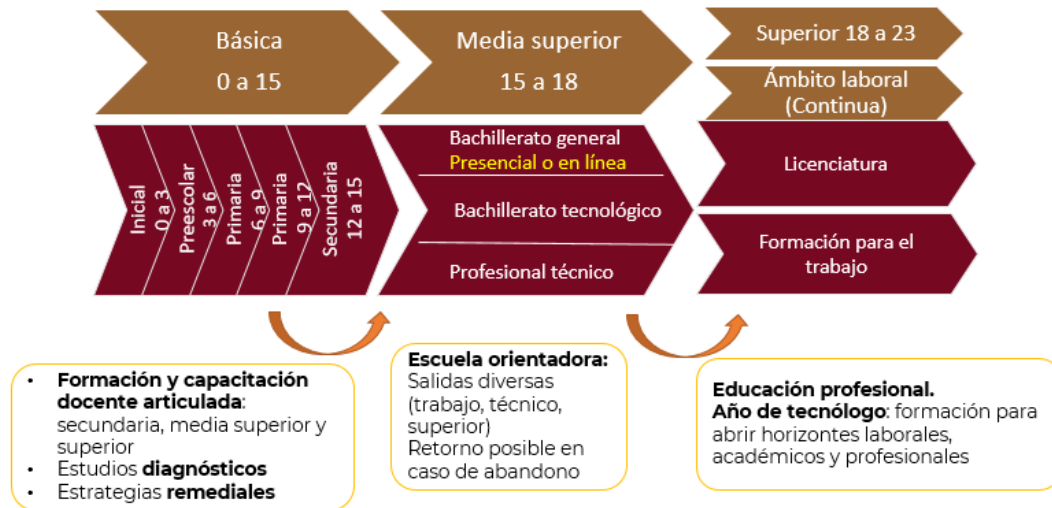 Básica
0 a 15
Media superior
15 a 18
Superior 18 a 23
Ámbito laboral
(Continua)
Inicial
0 a 3
Preescolar
3 a 6
Primaria
6 a 9
Primaria
9 a 12
Secundaria
12 a 15
Bachillerato general
Presencial o en línea
Bachillerato tecnológico
Profesional técnico
Licenciatura
Formación para el
trabajo
• Formación y capacitación
docente articulada:
secundaria, media superior y
superior
• Estudios diagnósticos
• Estrategias remediales
Escuela orientadora:
Salidas diversas
(trabajo, técnico,
superior)
Retorno posible en
caso de abandono
Educación profesional.
Año de tecnólogo: formación para
abrir horizontes laborales,
académicos y profesionales